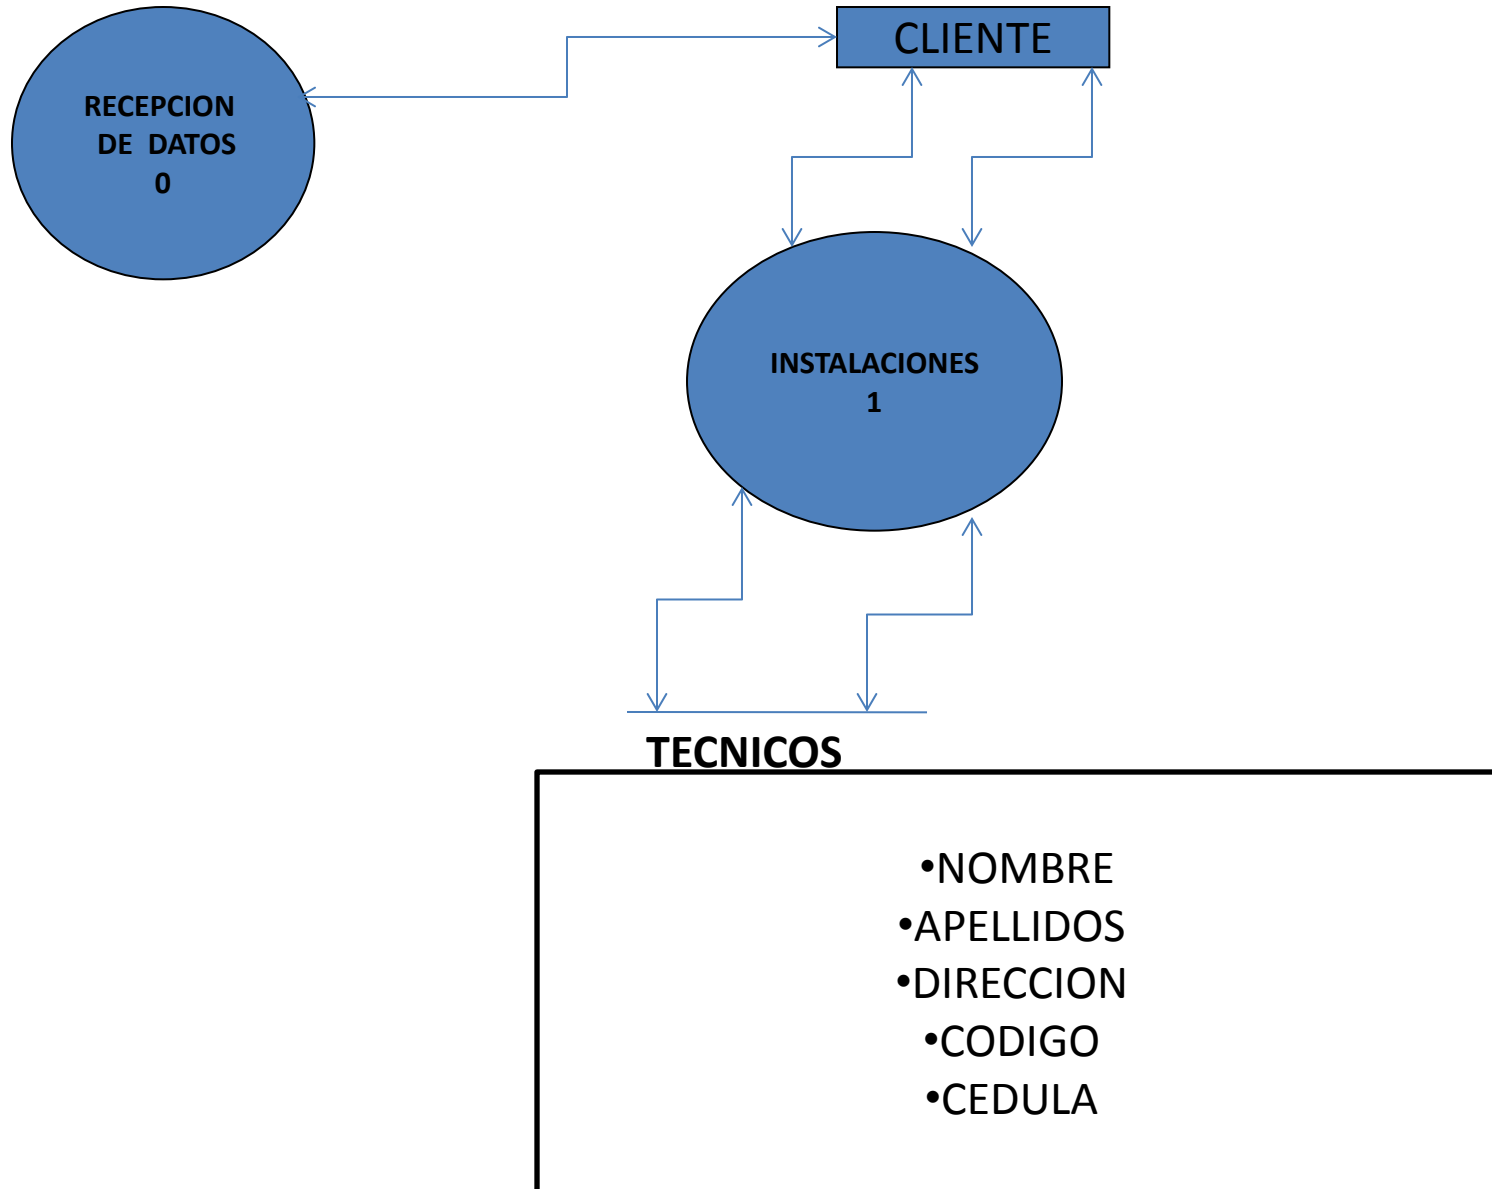 CLIENTE
RECEPCION
DE DATOS
0
INSTALACIONES
1
TECNICOS
•NOMBRE
•APELLIDOS
•DIRECCION
•CODIGO
•CEDULA